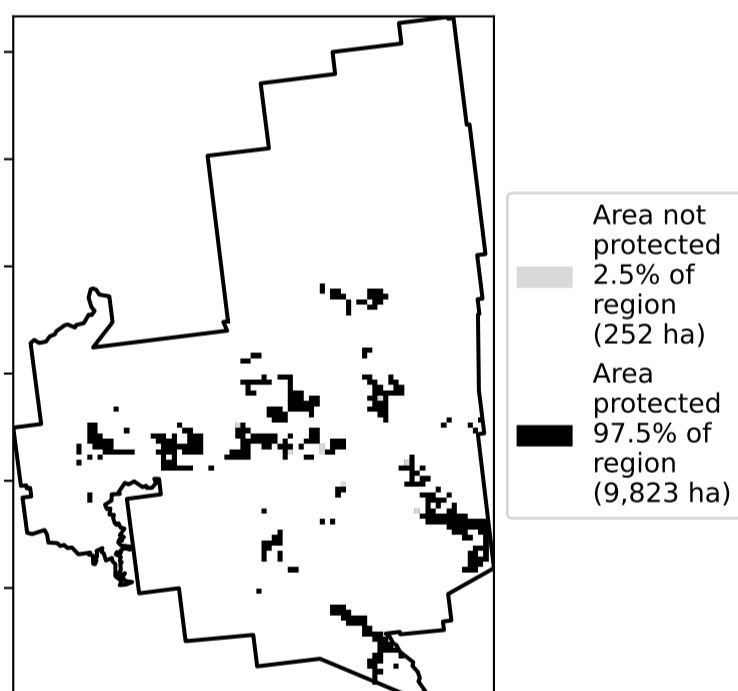 Area not
protected
2.5% of
region
(252 ha)
Area
protected
97.5% of
region
(9,823 ha)